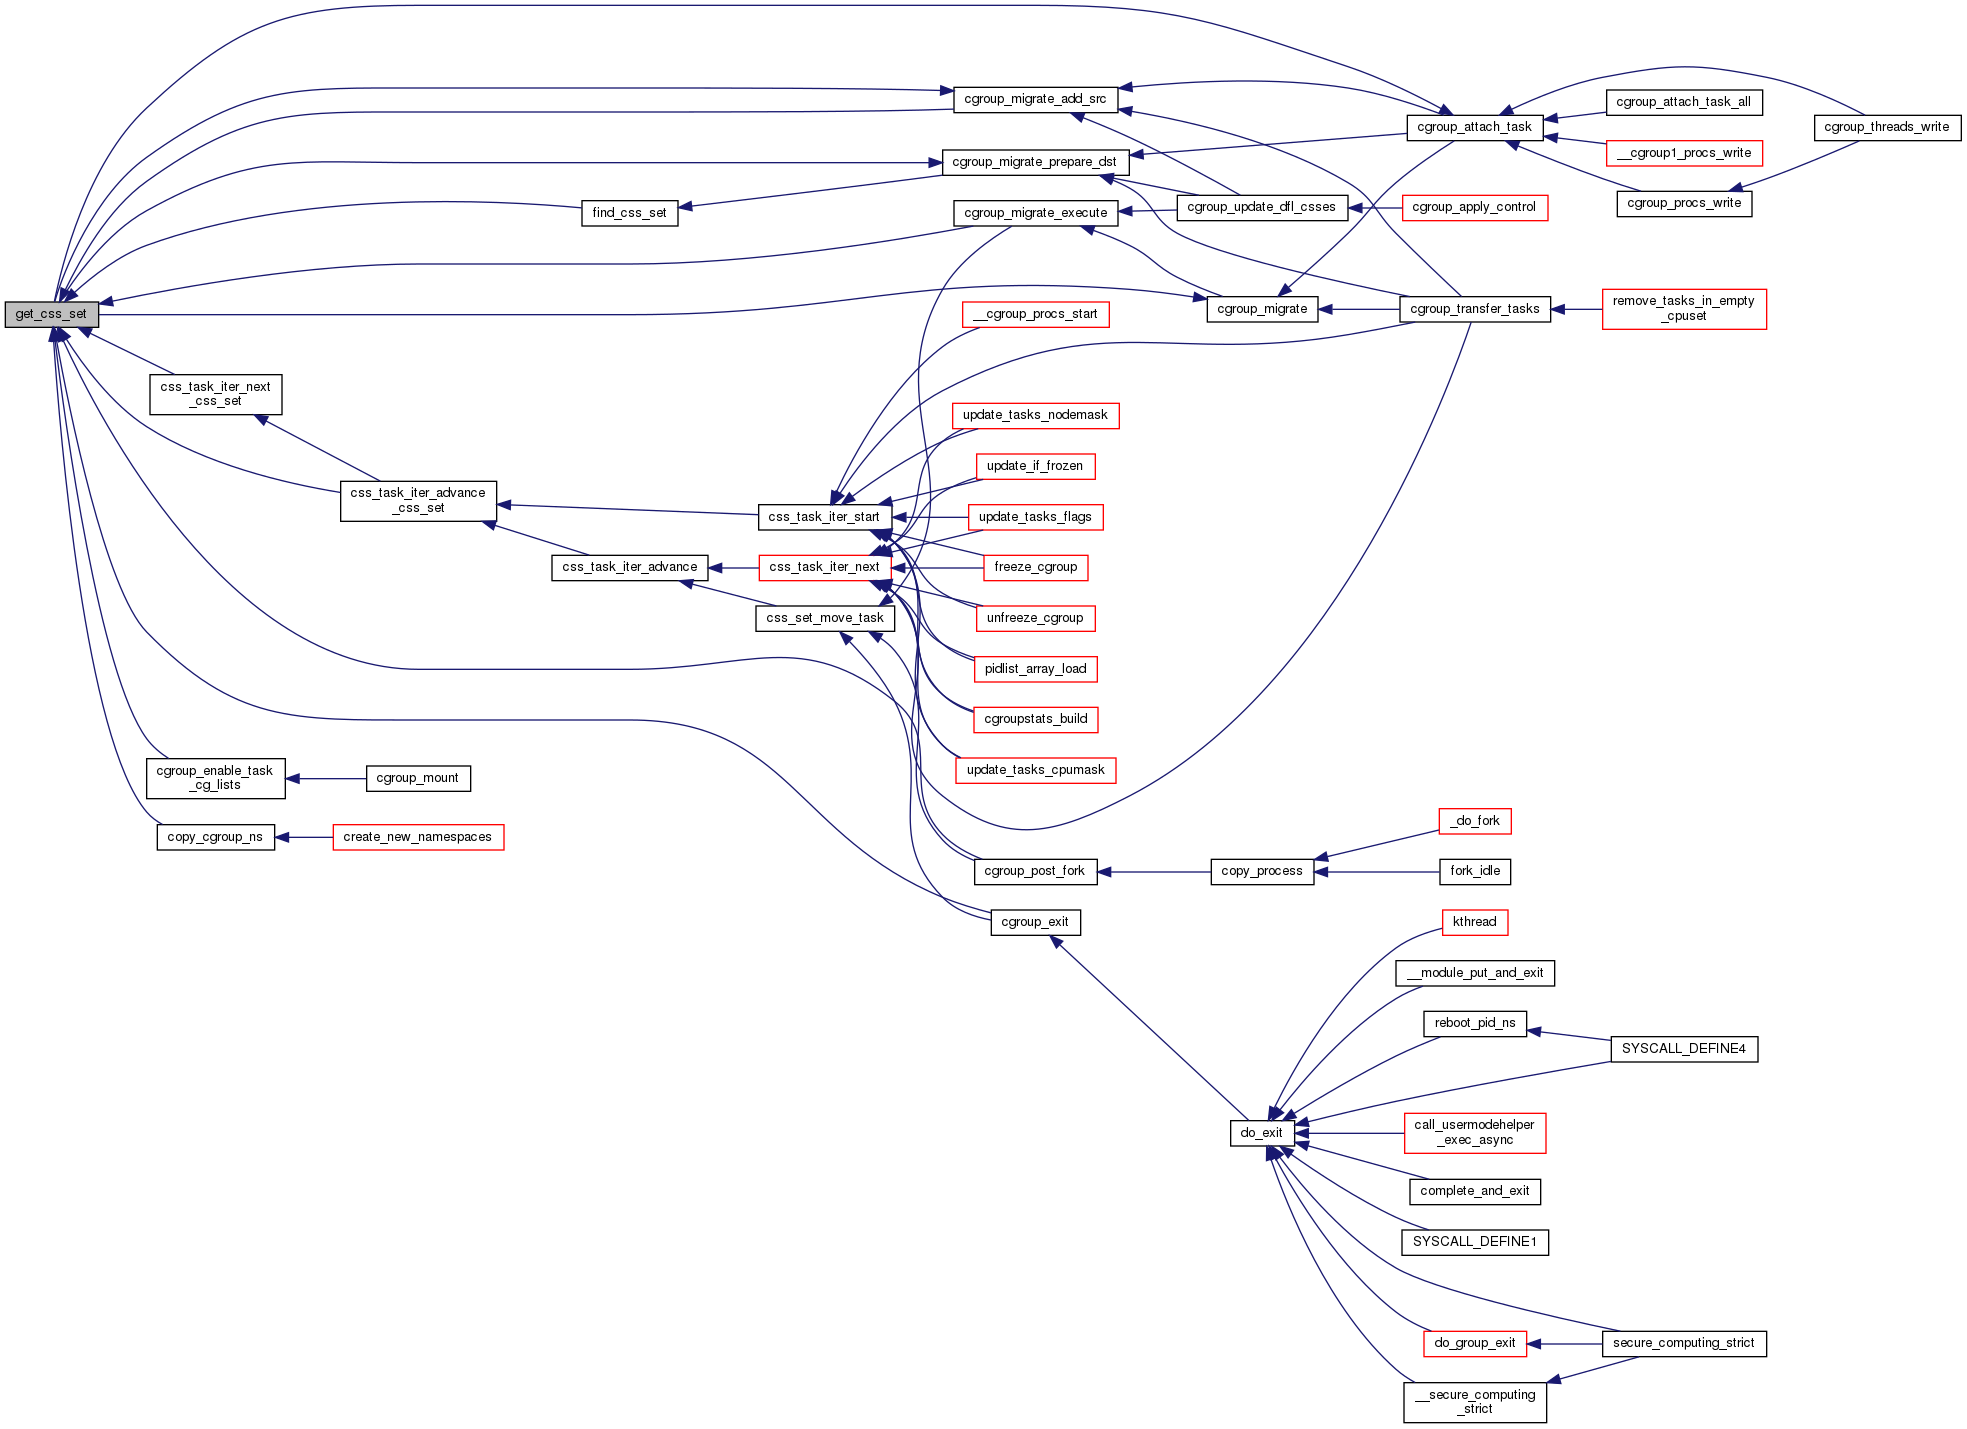 cgroup_migrate_add_src
cgroup_attach_task_all
cgroup_attach_task
cgroup_threads_write
__cgroup1_procs_write
cgroup_migrate_prepare_dst
find_css_set
cgroup_migrate_execute
cgroup_update_dfl_csses
cgroup_apply_control
cgroup_procs_write
get_css_set
__cgroup_procs_start
cgroup_migrate
cgroup_transfer_tasks
remove_tasks_in_empty
_cpuset
css_task_iter_next
_css_set
update_tasks_nodemask
update_if_frozen
css_task_iter_advance
_css_set
css_task_iter_start
update_tasks_flags
css_task_iter_advance
css_task_iter_next
freeze_cgroup
css_set_move_task
unfreeze_cgroup
pidlist_array_load
cgroupstats_build
cgroup_enable_task
_cg_lists
cgroup_mount
update_tasks_cpumask
copy_cgroup_ns
create_new_namespaces
_do_fork
cgroup_post_fork
copy_process
fork_idle
cgroup_exit
kthread
__module_put_and_exit
reboot_pid_ns
SYSCALL_DEFINE4
do_exit
call_usermodehelper
_exec_async
complete_and_exit
SYSCALL_DEFINE1
do_group_exit
secure_computing_strict
__secure_computing
_strict